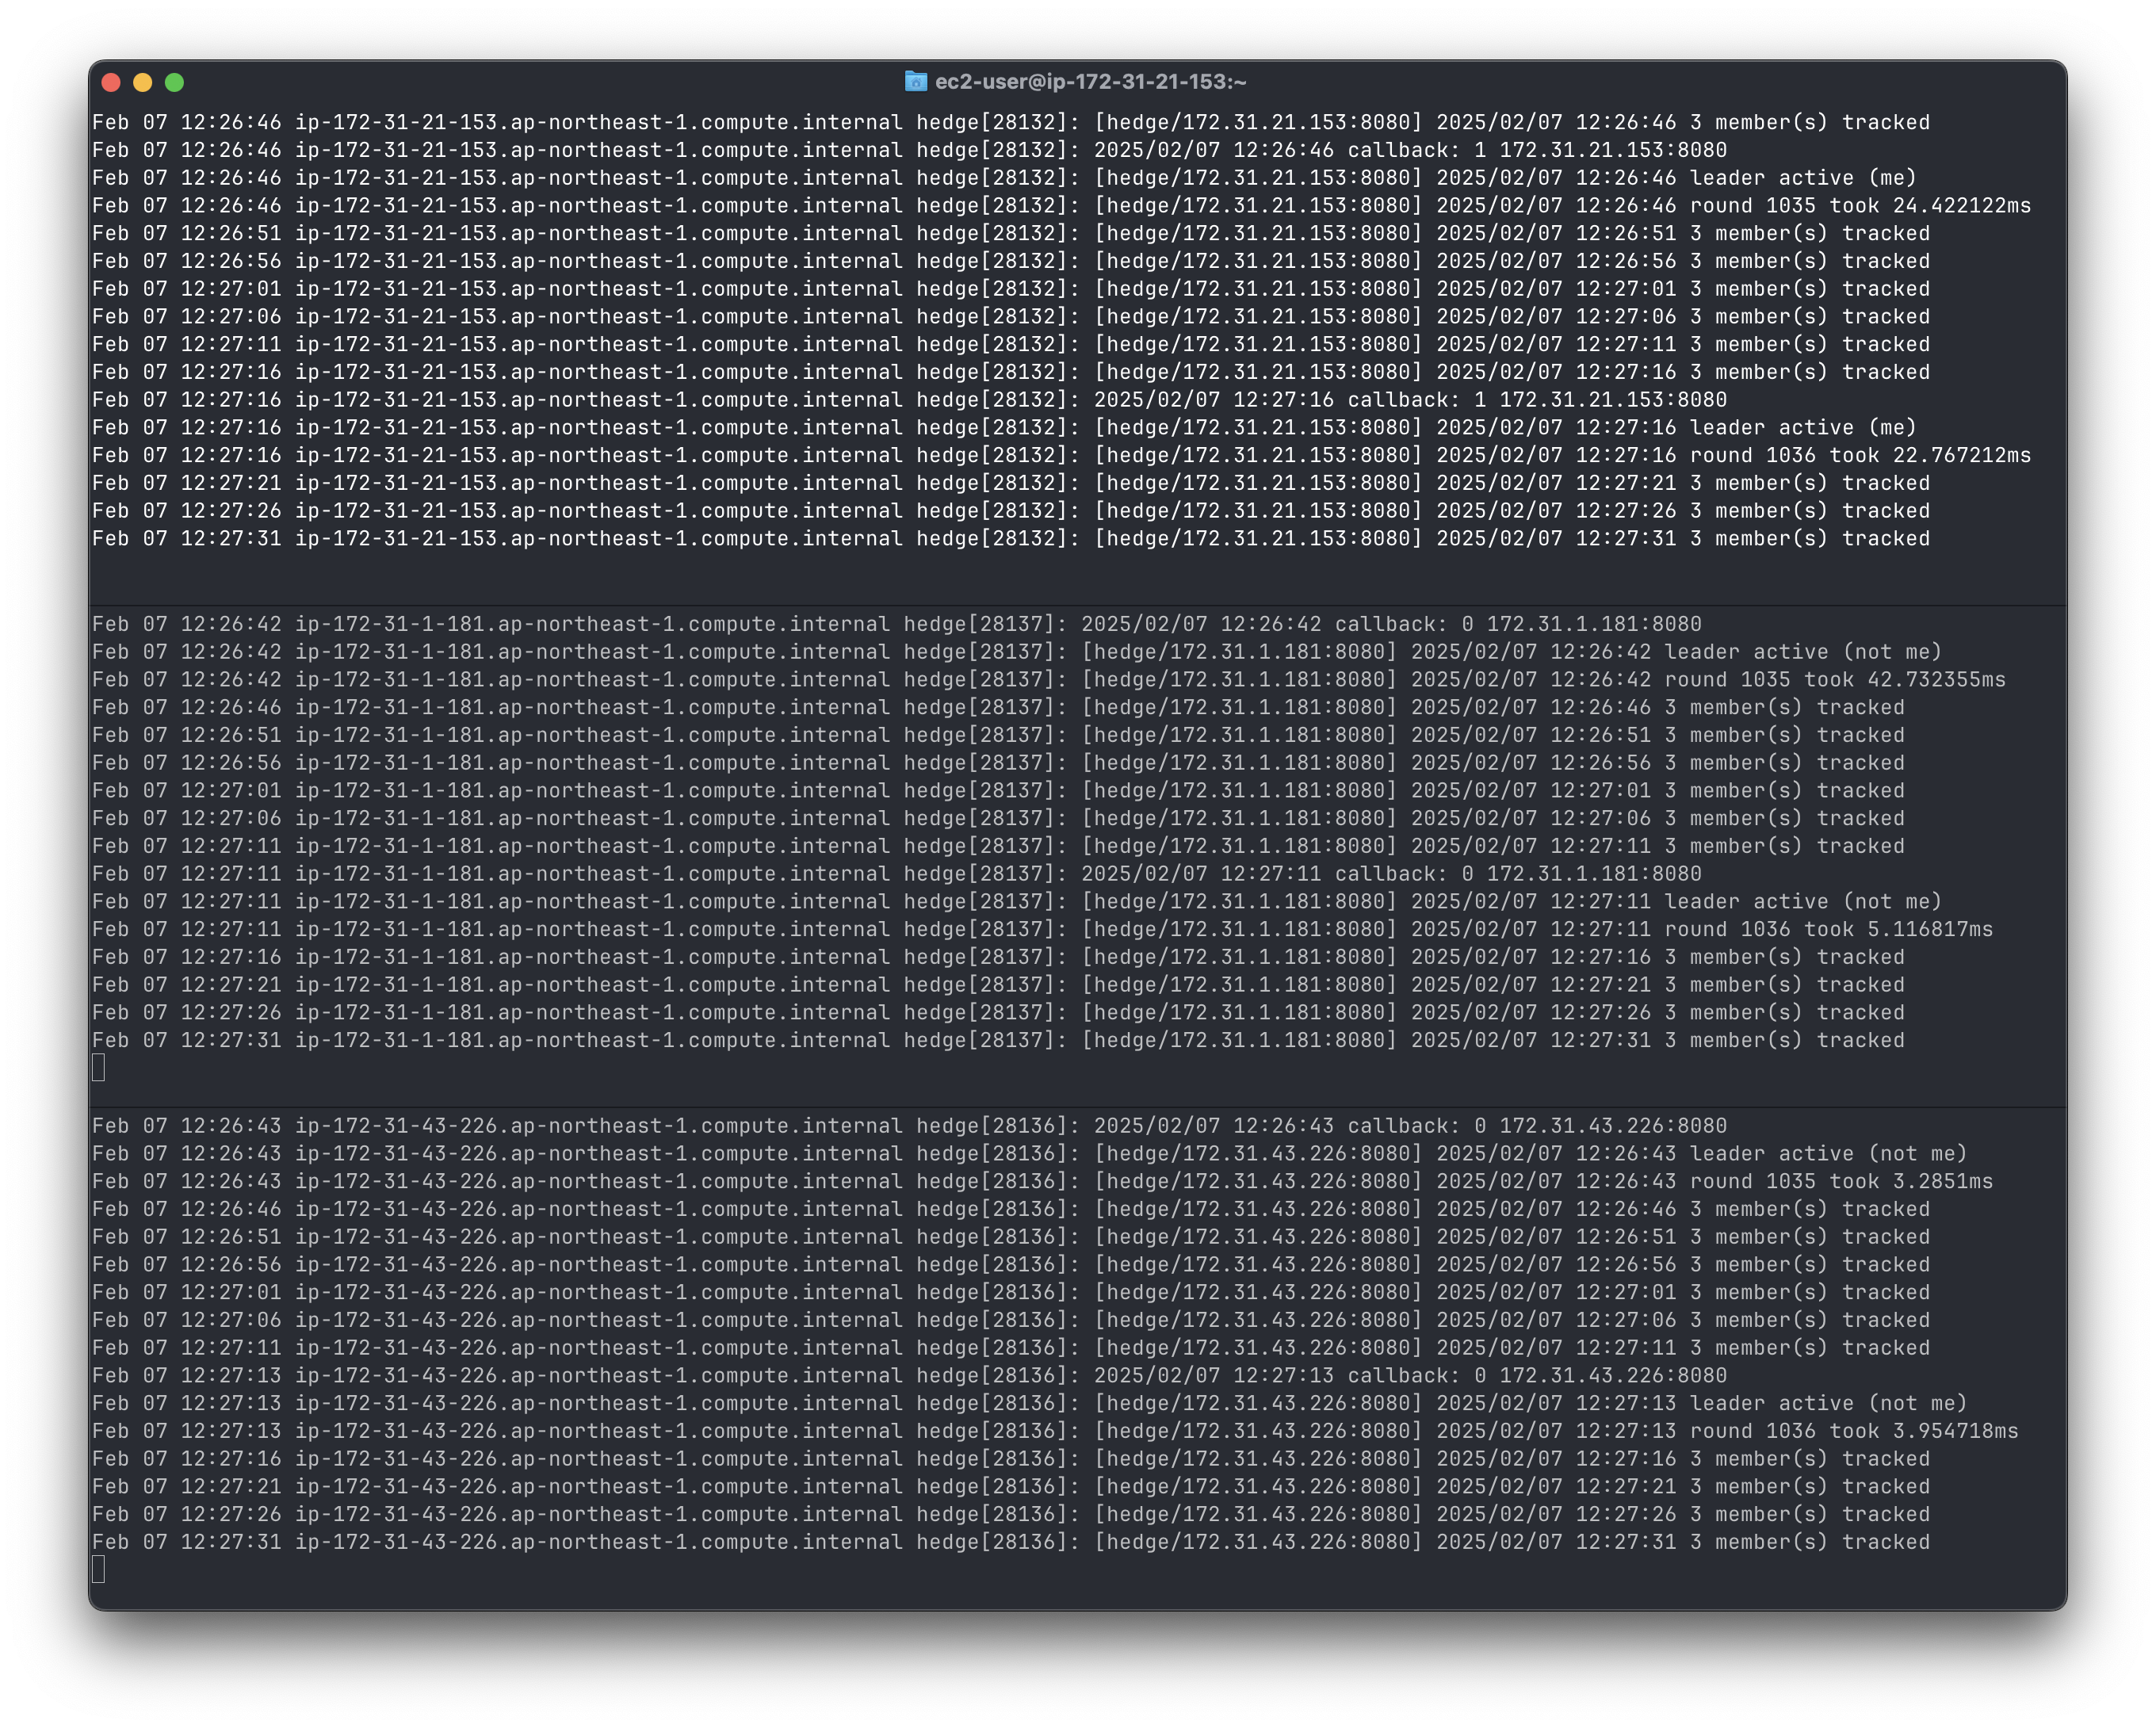 ec2-user@ip-172-31-21-153:~
Feb 07 12:26:46 ip-172-31-21-153.ap-northeast-1.compute.internal hedge[28132]: [hedge/172.31.21.153:8080] 2025/02/07 12:26:46 3 member(s) tracked
Feb 07 12:26:46 ip-172-31-21-153.ap-northeast-1.compute.internal hedge[28132]: 2025/02/07 12:26:46 callback: 1 172.31.21.153:8080
Feb 07 12:26:46 ip-172-31-21-153.ap-northeast-1.compute.internal hedge[28132]: [hedge/172.31.21.153:8080] 2025/02/07 12:26:46 leader active (me)
Feb 07 12:26:46 ip-172-31-21-153.ap-northeast-1.compute.internal hedge[28132]: [hedge/172.31.21.153:8080] 2025/02/07 12:26:46 round 1035 took 24.422122ms
Feb 07 12:26:51 ip-172-31-21-153.ap-northeast-1.compute.internal hedge[28132]: [hedge/172.31.21.153:8080] 2025/02/07 12:26:51 3 member(s) tracked
Feb 07 12:26:56 ip-172-31-21-153.ap-northeast-1.compute.internal hedge[28132]: [hedge/172.31.21.153:8080] 2025/02/07 12:26:56 3 member(s) tracked
Feb 07 12:27:01 ip-172-31-21-153.ap-northeast-1.compute.internal hedge[28132]: [hedge/172.31.21.153:8080] 2025/02/07 12:27:01 3 member(s) tracked
Feb 07 12:27:06 ip-172-31-21-153.ap-northeast-1.compute.internal hedge[28132]: [hedge/172.31.21.153:8080] 2025/02/07 12:27:06 3 member(s) tracked
Feb 07 12:27:11 ip-172-31-21-153.ap-northeast-1.compute.internal hedge[28132]: [hedge/172.31.21.153:8080] 2025/02/07 12:27:11 3 member(s) tracked
Feb 07 12:27:16 ip-172-31-21-153.ap-northeast-1.compute.internal hedge[28132]: [hedge/172.31.21.153:8080] 2025/02/07 12:27:16 3 member(s) tracked
Feb 07 12:27:16 ip-172-31-21-153.ap-northeast-1.compute.internal hedge[28132]: 2025/02/07 12:27:16 callback: 1 172.31.21.153:8080
Feb 07 12:27:16 ip-172-31-21-153.ap-northeast-1.compute.internal hedge[28132]: [hedge/172.31.21.153:8080] 2025/02/07 12:27:16 leader active (me)
Feb 07 12:27:16 ip-172-31-21-153.ap-northeast-1.compute.internal hedge[28132]: [hedge/172.31.21.153:8080] 2025/02/07 12:27:16 round 1036 took 22.767212ms
Feb 07 12:27:21 ip-172-31-21-153.ap-northeast-1.compute.internal hedge[28132]: [hedge/172.31.21.153:8080] 2025/02/07 12:27:21 3 member(s) tracked
Feb 07 12:27:26 ip-172-31-21-153.ap-northeast-1.compute.internal hedge[28132]: [hedge/172.31.21.153:8080] 2025/02/07 12:27:26 3 member(s) tracked
Feb 07 12:27:31 ip-172-31-21-153.ap-northeast-1.compute.internal hedge[28132]: [hedge/172.31.21.153:8080] 2025/02/07 12:27:31 3 member(s) tracked
Feb 07 12:26:42 ip-172-31-1-181.ap-northeast-1.compute.internal hedge[28137]: 2025/02/07 12:26:42 callback: 0 172.31.1.181:8080
Feb 07 12:26:42 ip-172-31-1-181.ap-northeast-1.compute.internal hedge[28137]: [hedge/172.31.1.181:8080] 2025/02/07 12:26:42 leader active (not me)
Feb 07 12:26:42 ip-172-31-1-181.ap-northeast-1.compute.internal hedge[28137]: [hedge/172.31.1.181:8080] 2025/02/07 12:26:42 round 1035 took 42.732355ms
Feb 07 12:26:46 ip-172-31-1-181.ap-northeast-1.compute.internal hedge[28137]: [hedge/172.31.1.181:8080] 2025/02/07 12:26:46 3 member(s) tracked
Feb 07 12:26:51 ip-172-31-1-181.ap-northeast-1.compute.internal hedge[28137]: [hedge/172.31.1.181:8080] 2025/02/07 12:26:51 3 member(s) tracked
Feb 07 12:26:56 ip-172-31-1-181.ap-northeast-1.compute.internal hedge[28137]: [hedge/172.31.1.181:8080] 2025/02/07 12:26:56 3 member(s) tracked
Feb 07 12:27:01 ip-172-31-1-181.ap-northeast-1.compute.internal hedge[28137]: [hedge/172.31.1.181:8080] 2025/02/07 12:27:01 3 member(s) tracked
Feb 07 12:27:06 ip-172-31-1-181.ap-northeast-1.compute.internal hedge[28137]: [hedge/172.31.1.181:8080] 2025/02/07 12:27:06 3 member(s) tracked
Feb 07 12:27:11 ip-172-31-1-181.ap-northeast-1.compute.internal hedge[28137]: [hedge/172.31.1.181:8080] 2025/02/07 12:27:11 3 member(s) tracked
Feb 07 12:27:11 ip-172-31-1-181.ap-northeast-1.compute.internal hedge[28137]: 2025/02/07 12:27:11 callback: 0 172.31.1.181:8080
Feb 07 12:27:11 ip-172-31-1-181.ap-northeast-1.compute.internal hedge[28137]: [hedge/172.31.1.181:8080] 2025/02/07 12:27:11 leader active (not me)
Feb 07 12:27:11 ip-172-31-1-181.ap-northeast-1.compute.internal hedge[28137]: [hedge/172.31.1.181:8080] 2025/02/07 12:27:11 round 1036 took 5.116817ms
Feb 07 12:27:16 ip-172-31-1-181.ap-northeast-1.compute.internal hedge[28137]: [hedge/172.31.1.181:8080] 2025/02/07 12:27:16 3 member(s) tracked
Feb 07 12:27:21 ip-172-31-1-181.ap-northeast-1.compute.internal hedge[28137]: [hedge/172.31.1.181:8080] 2025/02/07 12:27:21 3 member(s) tracked
Feb 07 12:27:26 ip-172-31-1-181.ap-northeast-1.compute.internal hedge[28137]: [hedge/172.31.1.181:8080] 2025/02/07 12:27:26 3 member(s) tracked
Feb 07 12:27:31 ip-172-31-1-181.ap-northeast-1.compute.internal hedge[28137]: [hedge/172.31.1.181:8080] 2025/02/07 12:27:31 3 member(s) tracked
Feb 07 12:26:43 ip-172-31-43-226.ap-northeast-1.compute.internal hedge[28136]: 2025/02/07 12:26:43 callback: 0 172.31.43.226:8080
Feb 07 12:26:43 ip-172-31-43-226.ap-northeast-1.compute.internal hedge[28136]: [hedge/172.31.43.226:8080] 2025/02/07 12:26:43 leader active (not me)
Feb 07 12:26:43 ip-172-31-43-226.ap-northeast-1.compute.internal hedge[28136]: [hedge/172.31.43.226:8080] 2025/02/07 12:26:43 round 1035 took 3.2851ms
Feb 07 12:26:46 ip-172-31-43-226.ap-northeast-1.compute.internal hedge[28136]: [hedge/172.31.43.226:8080] 2025/02/07 12:26:46 3 member(s) tracked
Feb 07 12:26:51 ip-172-31-43-226.ap-northeast-1.compute.internal hedge[28136]: [hedge/172.31.43.226:8080] 2025/02/07 12:26:51 3 member(s) tracked
Feb 07 12:26:56 ip-172-31-43-226.ap-northeast-1.compute.internal hedge[28136]: [hedge/172.31.43.226:8080] 2025/02/07 12:26:56 3 member(s) tracked
Feb 07 12:27:01 ip-172-31-43-226.ap-northeast-1.compute.internal hedge[28136]: [hedge/172.31.43.226:8080] 2025/02/07 12:27:01 3 member(s) tracked
Feb 07 12:27:06 ip-172-31-43-226.ap-northeast-1.compute.internal hedge[28136]: [hedge/172.31.43.226:8080] 2025/02/07 12:27:06 3 member(s) tracked
Feb 07 12:27:11 ip-172-31-43-226.ap-northeast-1.compute.internal hedge[28136]: [hedge/172.31.43.226:8080] 2025/02/07 12:27:11 3 member(s) tracked
Feb 07 12:27:13 ip-172-31-43-226.ap-northeast-1.compute.internal hedge[28136]: 2025/02/07 12:27:13 callback: 0 172.31.43.226:8080
Feb 07 12:27:13 ip-172-31-43-226.ap-northeast-1.compute.internal hedge[28136]: [hedge/172.31.43.226:8080] 2025/02/07 12:27:13 leader active (not me)
Feb 07 12:27:13 ip-172-31-43-226.ap-northeast-1.compute.internal hedge[28136]: [hedge/172.31.43.226:8080] 2025/02/07 12:27:13 round 1036 took 3.954718ms
Feb 07 12:27:16 ip-172-31-43-226.ap-northeast-1.compute.internal hedge[28136]: [hedge/172.31.43.226:8080] 2025/02/07 12:27:16 3 member(s) tracked
Feb 07 12:27:21 ip-172-31-43-226.ap-northeast-1.compute.internal hedge[28136]: [hedge/172.31.43.226:8080] 2025/02/07 12:27:21 3 member(s) tracked
Feb 07 12:27:26 ip-172-31-43-226.ap-northeast-1.compute.internal hedge[28136]: [hedge/172.31.43.226:8080] 2025/02/07 12:27:26 3 member(s) tracked
Feb 07 12:27:31 ip-172-31-43-226.ap-northeast-1.compute.internal hedge[28136]: [hedge/172.31.43.226:8080] 2025/02/07 12:27:31 3 member(s) tracked